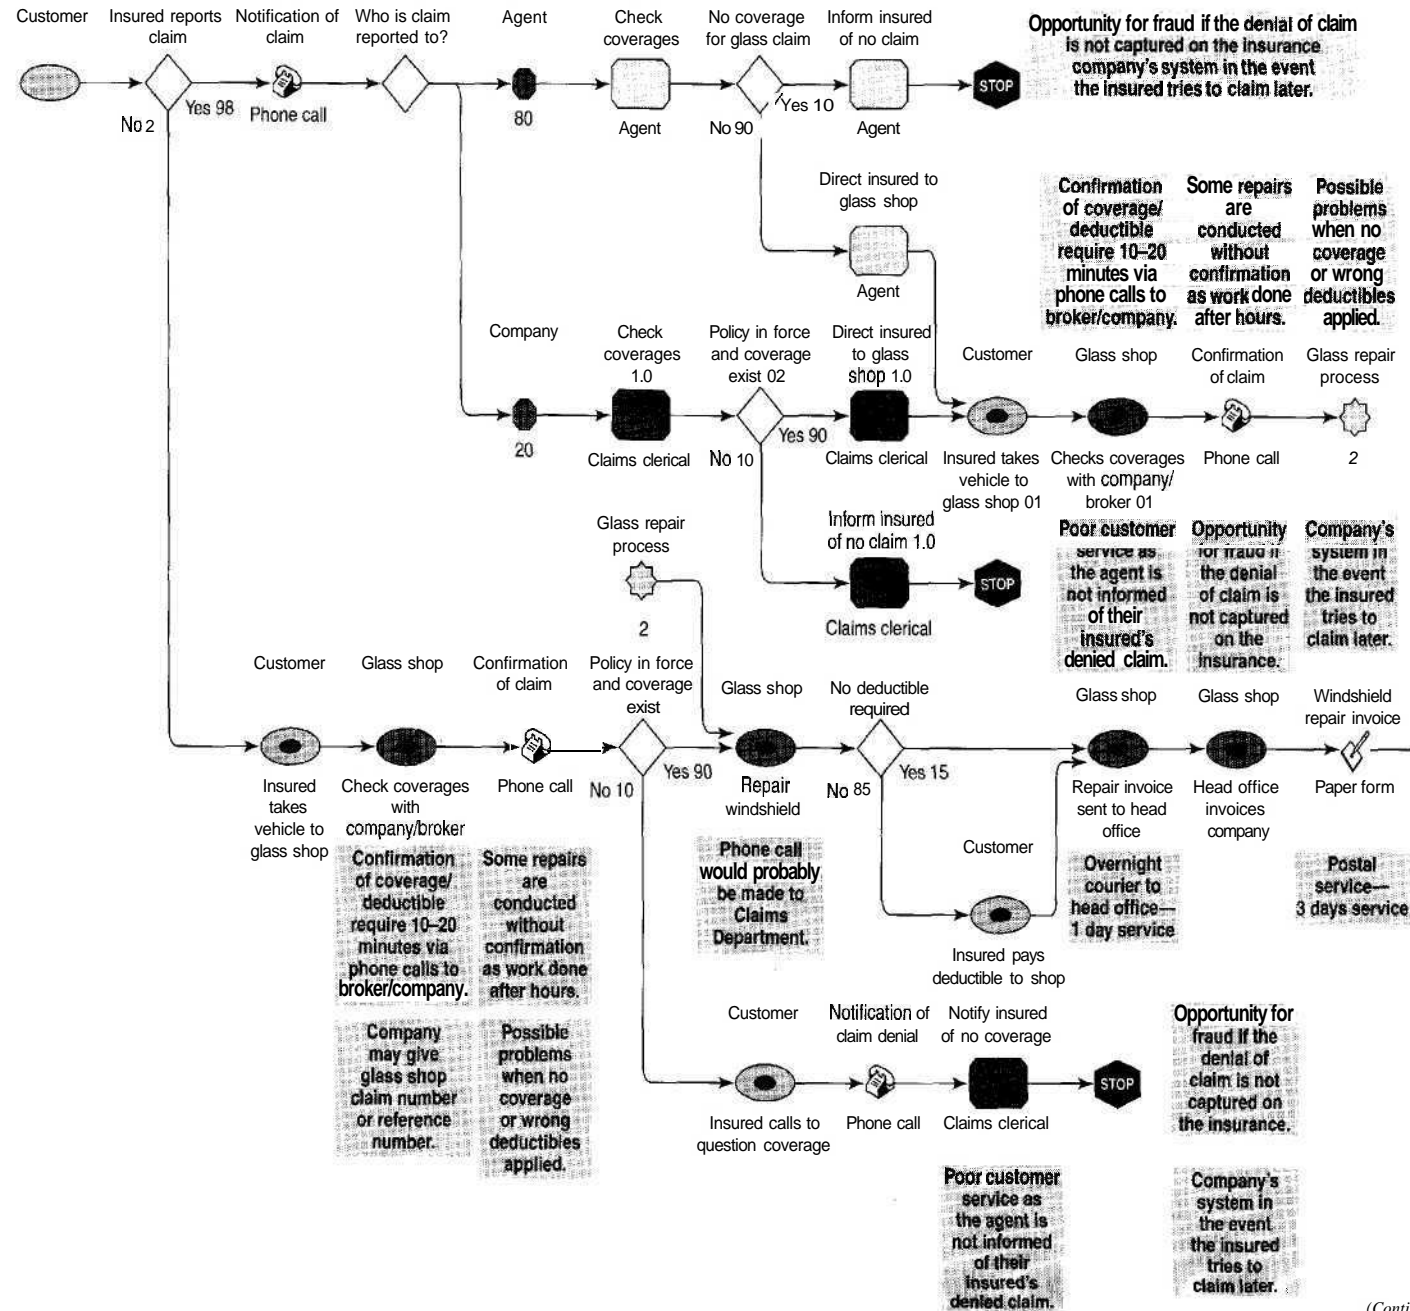 Customer
Insured reports
claim
Notification of
claim
Who is claim
reported to?
Agent
Check
coverages
No coverage
for glass claim
Inform insured
of no claim
Opportunity for fraud if the denial of claim
is not captured on the insurance
company's system in the event
the insured tries to claim later.
No 2
Yes 98
Phone call
80
Agent
No 90
Yes 10
Agent
STOP
Direct insured to
glass shop
Agent
Confirmation
of coverage/
deductible
require 10–20
minutes via
phone calls to
broker/company.
Some repairs
are
conducted
without
confirmation
as work done
after hours.
Possible
problems
when no
coverage
or wrong
deductibles
applied.
Company
20
Check
coverages
1.0
Claims clerical
Policy in force
and coverage
exist 02
No 10
Yes 90
Direct insured
to glass
shop 1.0
Claims clerical
Customer
Insured takes
vehicle to
glass shop 01
Glass shop
Checks coverages
with company/
broker 01
Confirmation
of claim
Phone call
Glass repair
process
2
Glass repair
process
2
Inform insured
of no claim 1.0
Claims clerical
STOP
Poor customer
service as
the agent is
not informed
of their
insured's
denied claim.
Opportunity
for fraud if
the denial
of claim is
not captured
on the
insurance.
Company's
system in
the event
the insured
tries to
claim later.
Customer
Insured
takes
vehicle to
glass shop
Glass shop
Check coverages
with
company/broker
Confirmation
of claim
Phone call
Policy in force
and coverage
exist
No 10
Yes 90
Glass shop
Repair
windshield
No deductible
required
No 85
Yes 15
Glass shop
Repair invoice
sent to head
office
Glass shop
Head office
invoices
company
Windshield
repair invoice
Paper form
Confirmation
of coverage/
deductible
require 10–20
minutes via
phone calls to
broker/company.
Some repairs
are
conducted
without
confirmation
as work done
after hours.
Phone call
would probably
be made to
Claims
Department.
Customer
Insured pays
deductible to shop
Overnight
courier to
head office—
1 day service
Postal
service—
3 days service
Company
may give
glass shop
claim number
or reference
number.
Possible
problems
when no
coverage
or wrong
deductibles
applied.
Customer
Insured calls to
question coverage
Notification of
claim denial
Phone call
Notify insured
of no coverage
Claims clerical
STOP
Opportunity for
fraud if the
denial of
claim is not
captured on
the insurance.
Poor customer
service as
the agent is
not informed
of their
insured's
denied claim.
Company's
system in
the event
the insured
tries to
claim later.